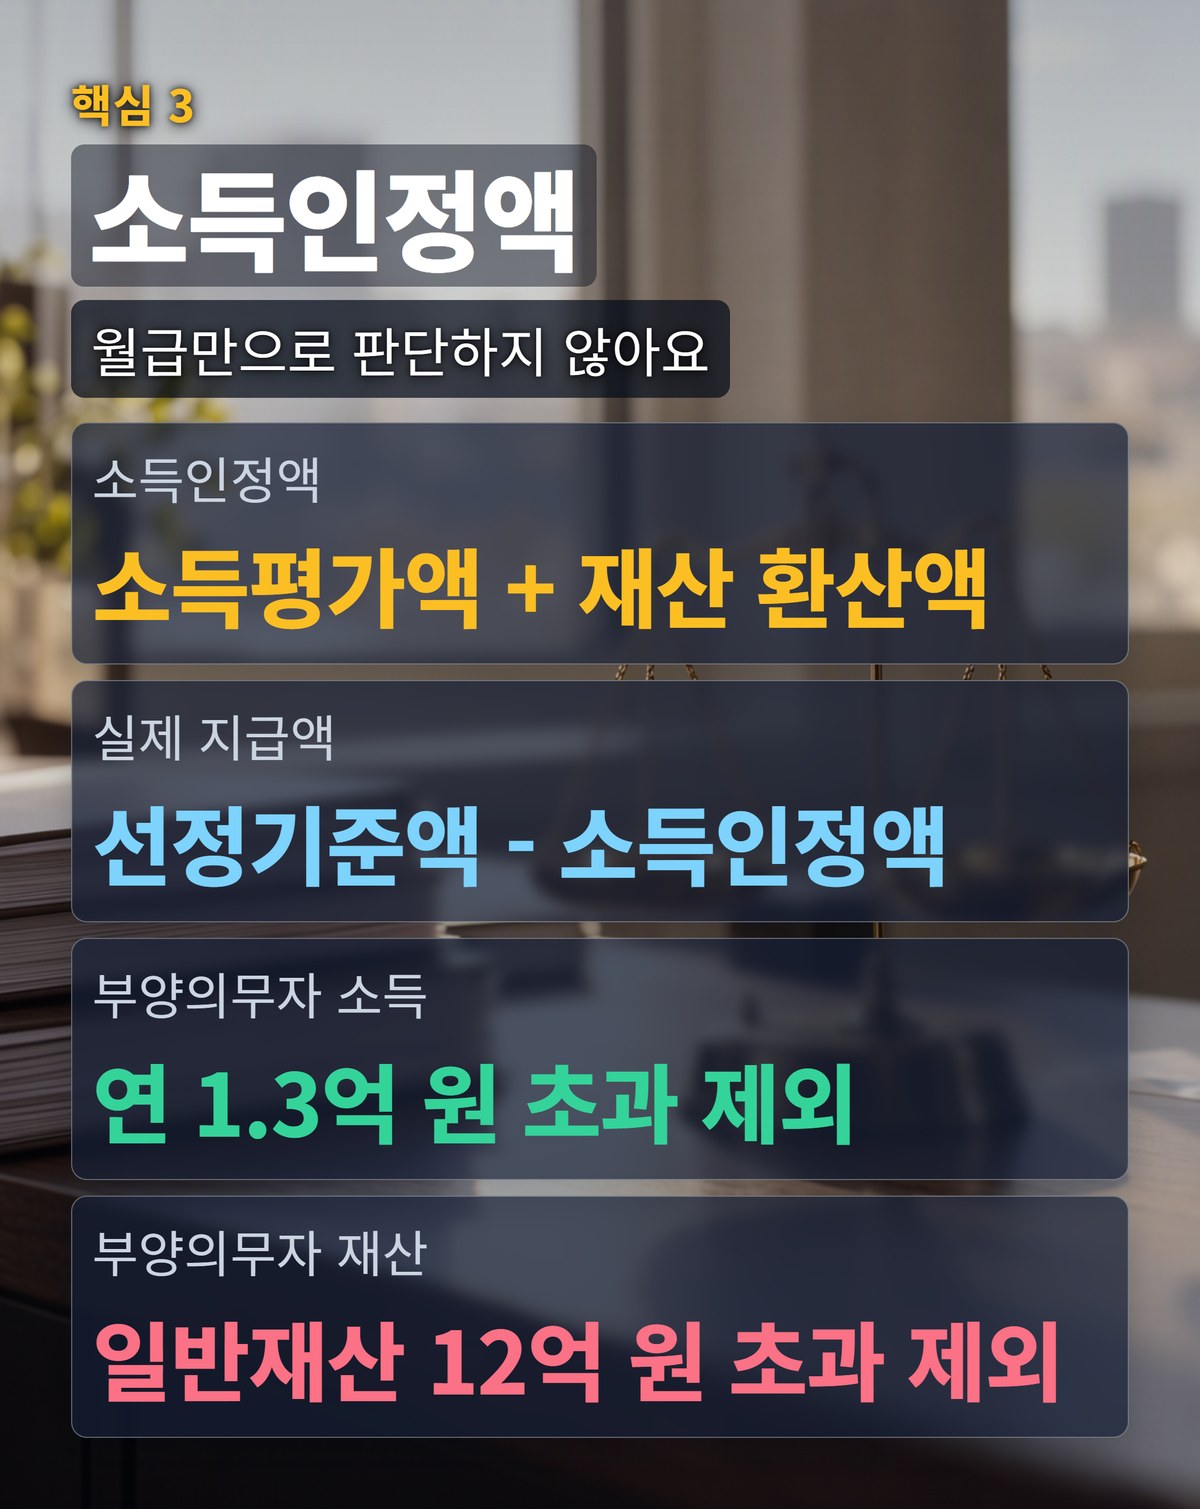 핵심 3
소득인정액
월급만으로 판단하지 않아요
소득인정액
소득평가액 + 재산 환산액
실제 지급액
선정기준액 - 소득인정액
부양의무자 소득
연 1.3억 원 초과 제외
부양의무자 재산
일반재산 12억 원 초과 제외